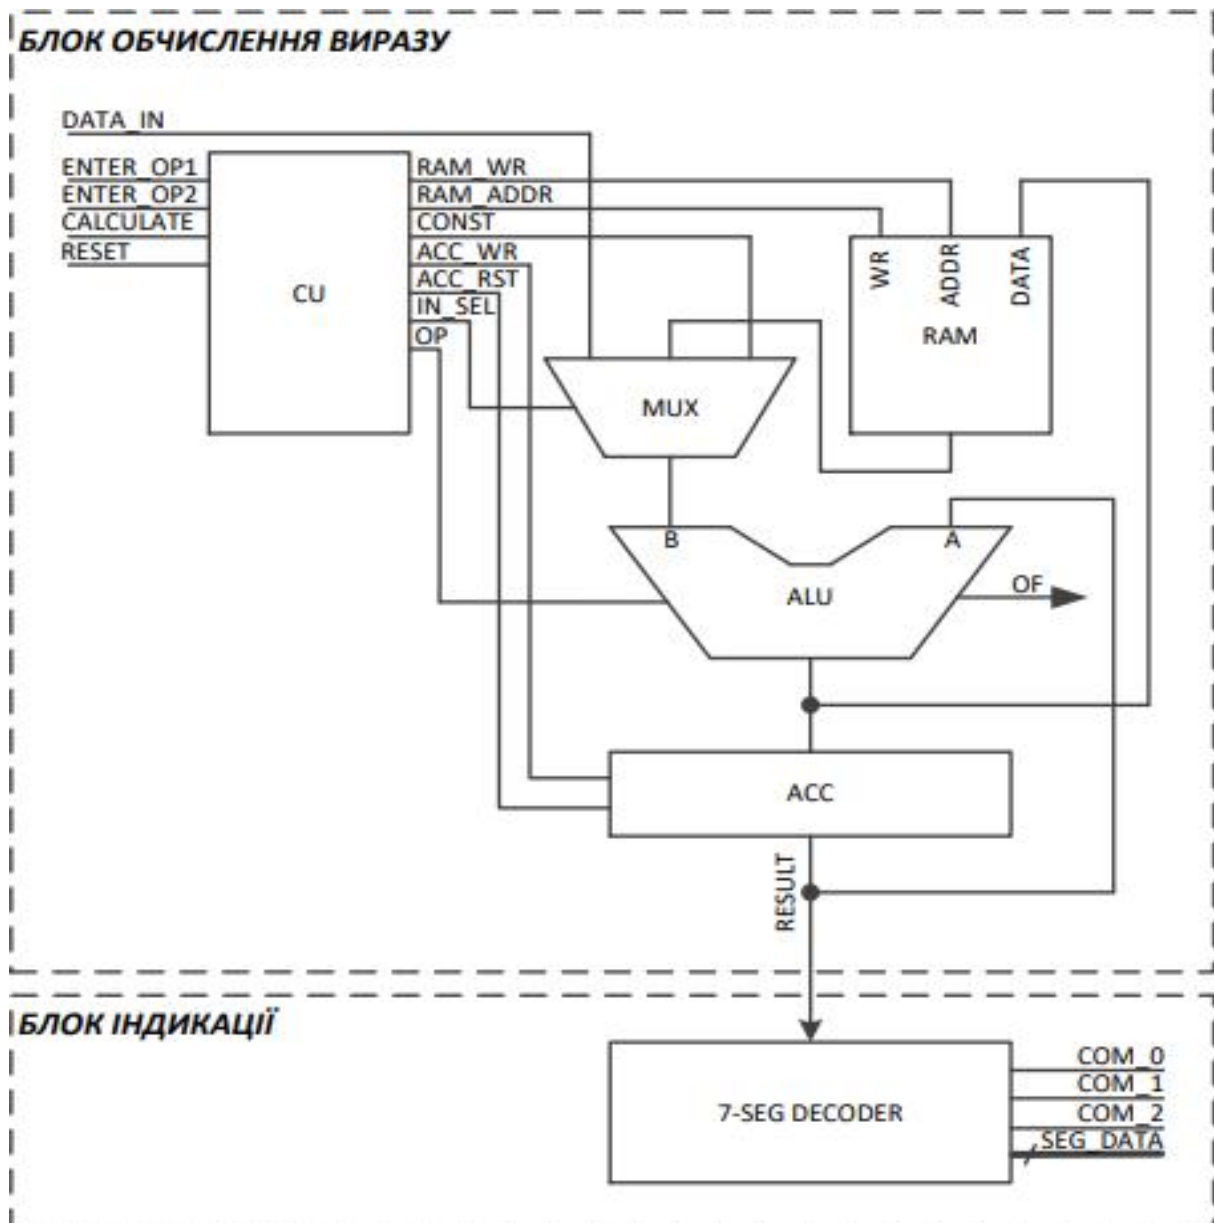 БЛОК ОБЧИСЛЕННЯ ВИРАЗУ
DATA_IN
ENTER_OP1
ENTER_OP2
CALCULATE
RESET
CU
RAM_WR
RAM_ADDR
CONST
ACC_WR
ACC_RST
IN_SEL
OP
WR
ADDR
DATA
RAM
MUX
B
A
ALU
OF
ACC
RESULT
БЛОК ІНДИКАЦІЇ
7-SEG DECODER
COM_0
COM_1
COM_2
SEG_DATA